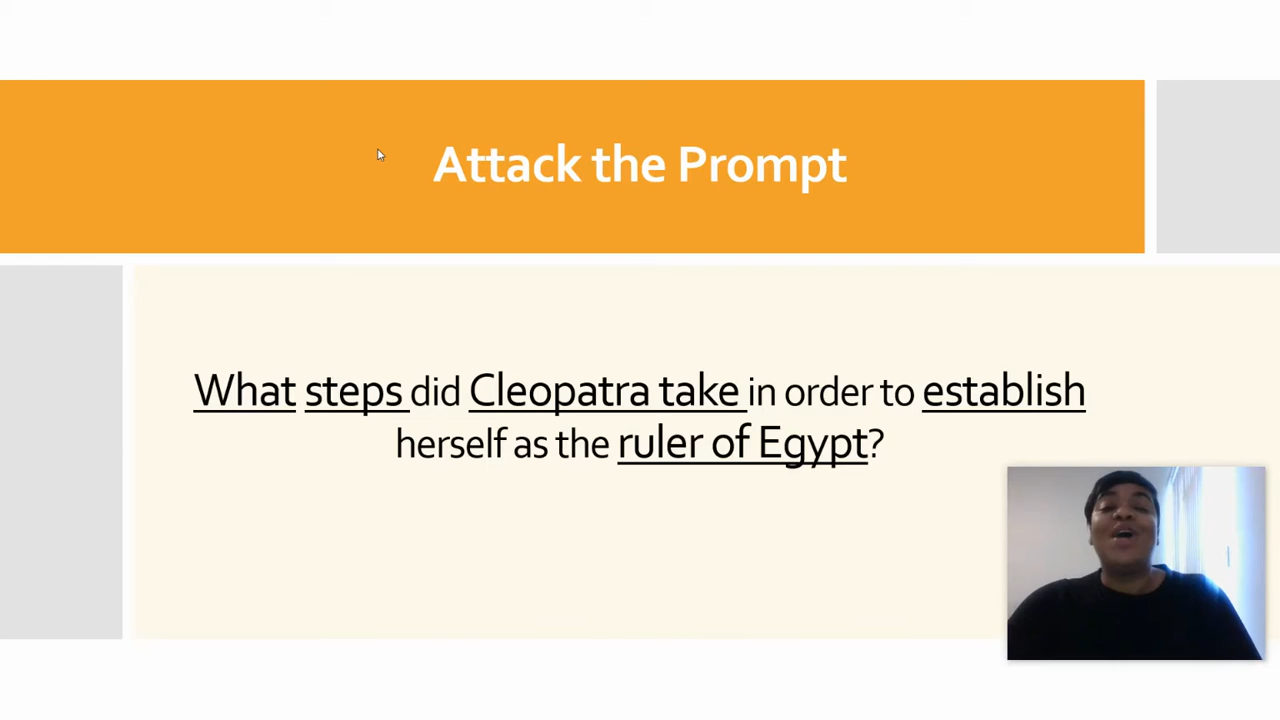 Attack the Prompt
What steps did Cleopatra take in order to establish
herself as the ruler of Egypt?